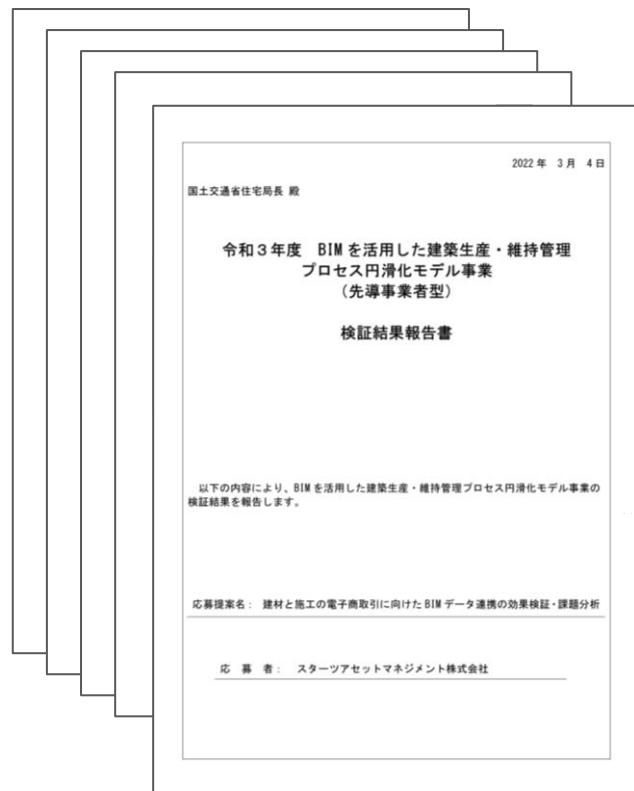 2022年 3月 4日
国土交通省住宅局長 殿
令和3年度 BIMを活用した建築生産・維持管理
プロセス円滑化モデル事業
（先導事業者型）
検証結果報告書
以下の内容により、BIMを活用した建築生産・維持管理プロセス円滑化モデル事業の
検証結果を報告します。
応募提案名： 建材と施工の電子商取引に向けたBIMデータ連携の効果検証・課題分析
応 募 者： スターツアセットマネジメント株式会社